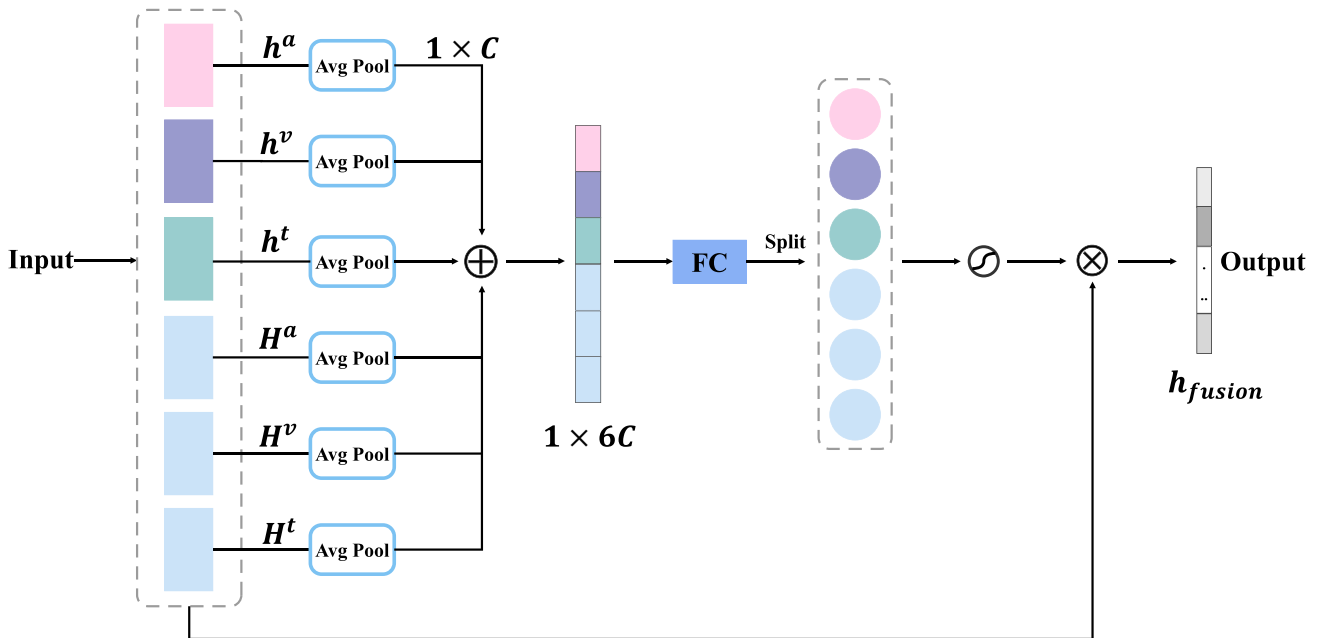 Input
h^a
Avg Pool
1 × C
h^v
Avg Pool
h^t
Avg Pool
H^a
Avg Pool
H^v
Avg Pool
H^t
Avg Pool
1 × 6C
FC
Split
Output
h_fusion